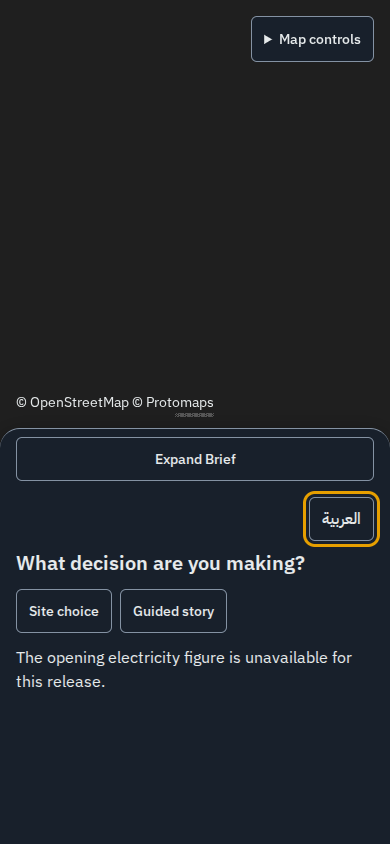 ▶ Map controls
© OpenStreetMap © Protomaps
Expand Brief
العربية
What decision are you making?
Site choice
Guided story
The opening electricity figure is unavailable for
this release.